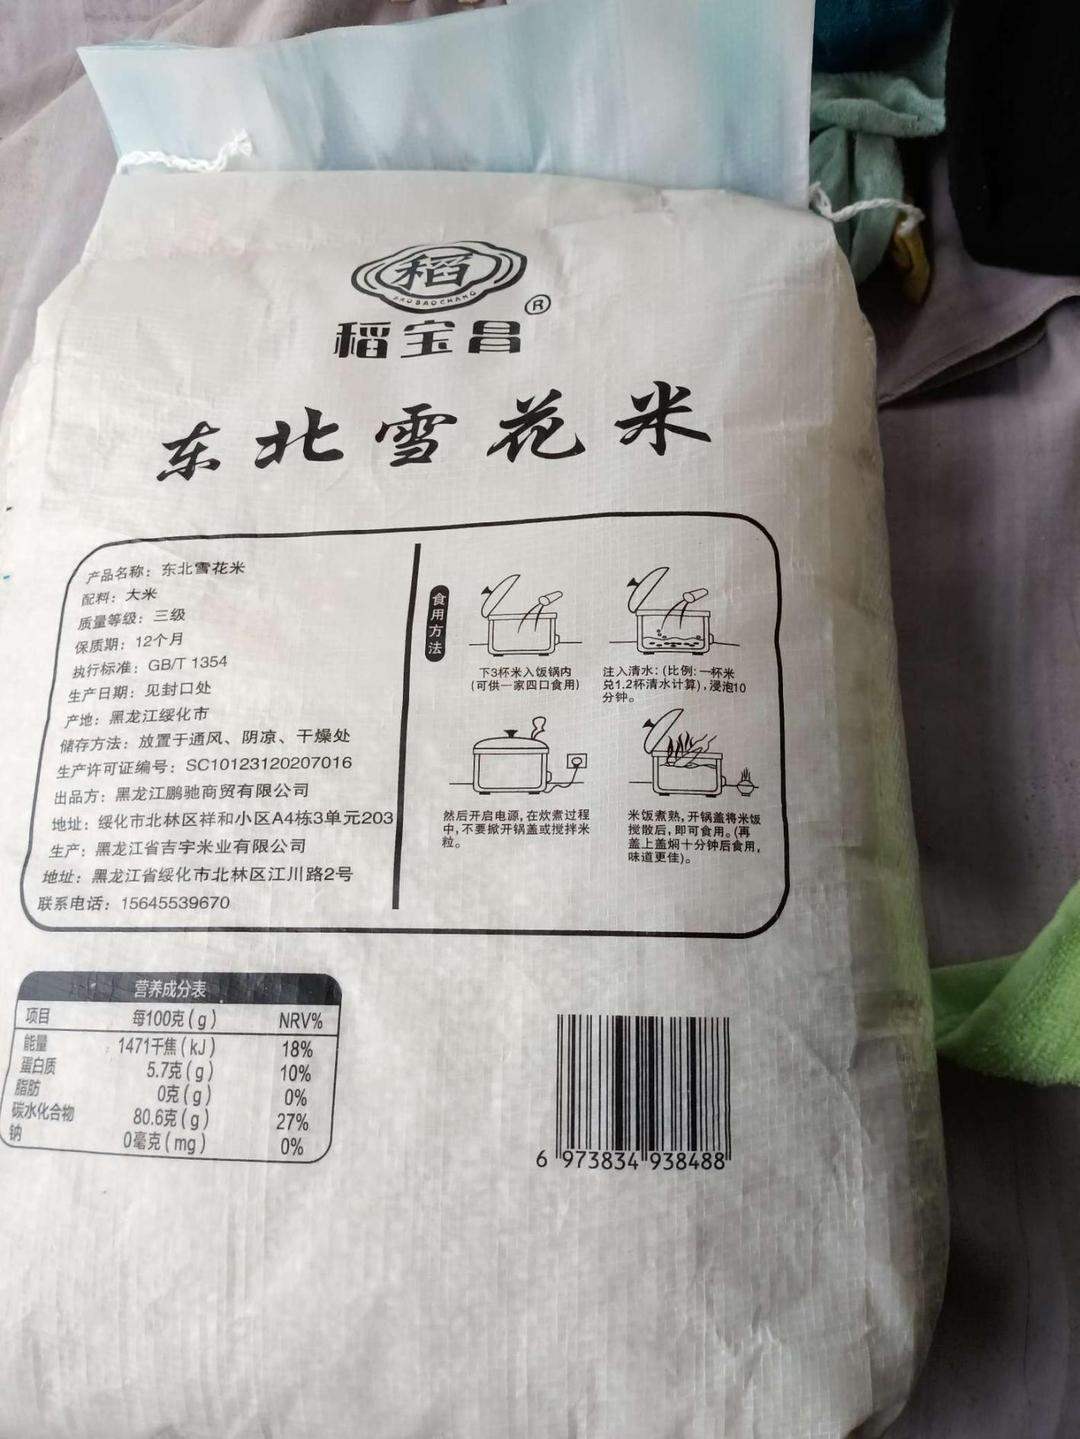 稻
DAOBAOCHANG
稻宝昌®
东北雪花米
产品名称：东北雪花米
配料：大米
质量等级：三级
保质期：12个月
执行标准：GB/T 1354
生产日期：见封口处
产地：黑龙江绥化市
储存方法：放置于通风、阴凉、干燥处
生产许可证编号：SC10123120207016
出品方：黑龙江鹏驰商贸有限公司
地址：绥化市北林区祥和小区A4栋3单元203
生产：黑龙江省吉宇米业有限公司
地址：黑龙江省绥化市北林区江川路2号
联系电话：15645539670
食用方法
下3杯米入饭锅内
(可供一家四口食用)
注入清水：(比例：一杯米
兑1.2杯清水计算)，浸泡10
分钟。
然后开启电源，在炊煮过程
中，不要掀开锅盖或搅拌米
粒。
米饭煮熟，开锅盖将米饭
搅散后，即可食用。(再
盖上盖焖十分钟后食用，
味道更佳)。
营养成分表
项目 每100克(g) NRV%
能量 1471千焦(kJ) 18%
蛋白质 5.7克(g) 10%
脂肪 0克(g) 0%
碳水化合物 80.6克(g) 27%
钠 0毫克(mg) 0%
6 973834 938488